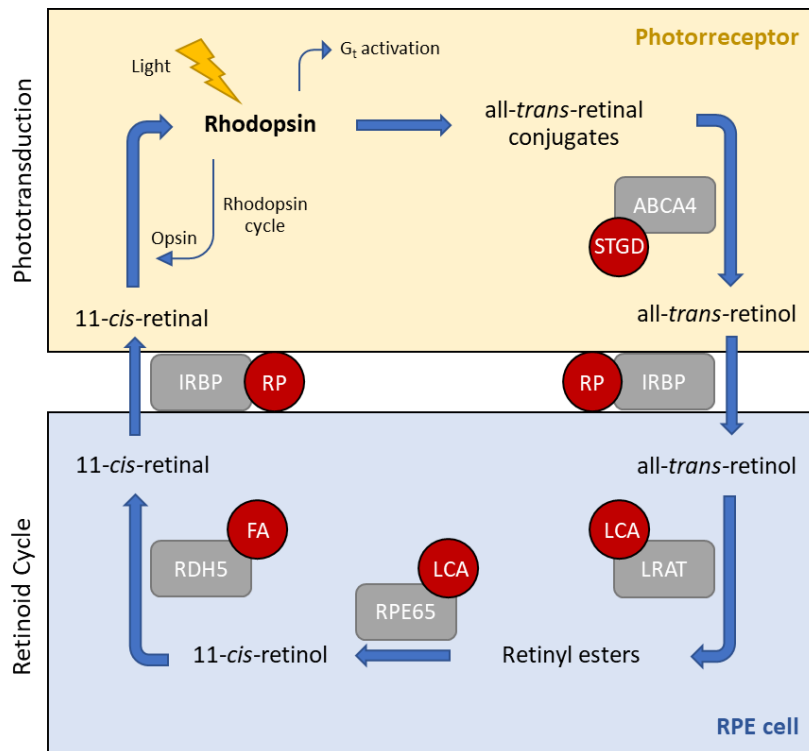 Photorreceptor
Phototransduction
Light
Gt activation
Rhodopsin
all-trans-retinal
conjugates
Rhodopsin
cycle
Opsin
ABCA4
STGD
11-cis-retinal
all-trans-retinol
IRBP
RP
RP
IRBP
Retinoid Cycle
11-cis-retinal
all-trans-retinol
FA
RDH5
LCA
RPE65
LCA
LRAT
11-cis-retinol
Retinyl esters
RPE cell